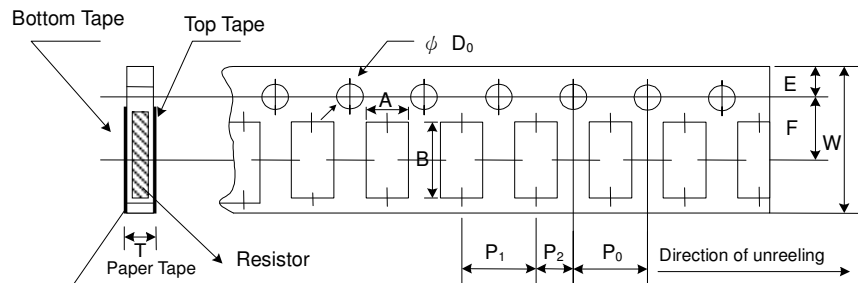 Bottom Tape
Top Tape
ψ D₀
E
A
F
W
B
T
Paper Tape
Resistor
P₁
P₂
P₀
Direction of unreeling